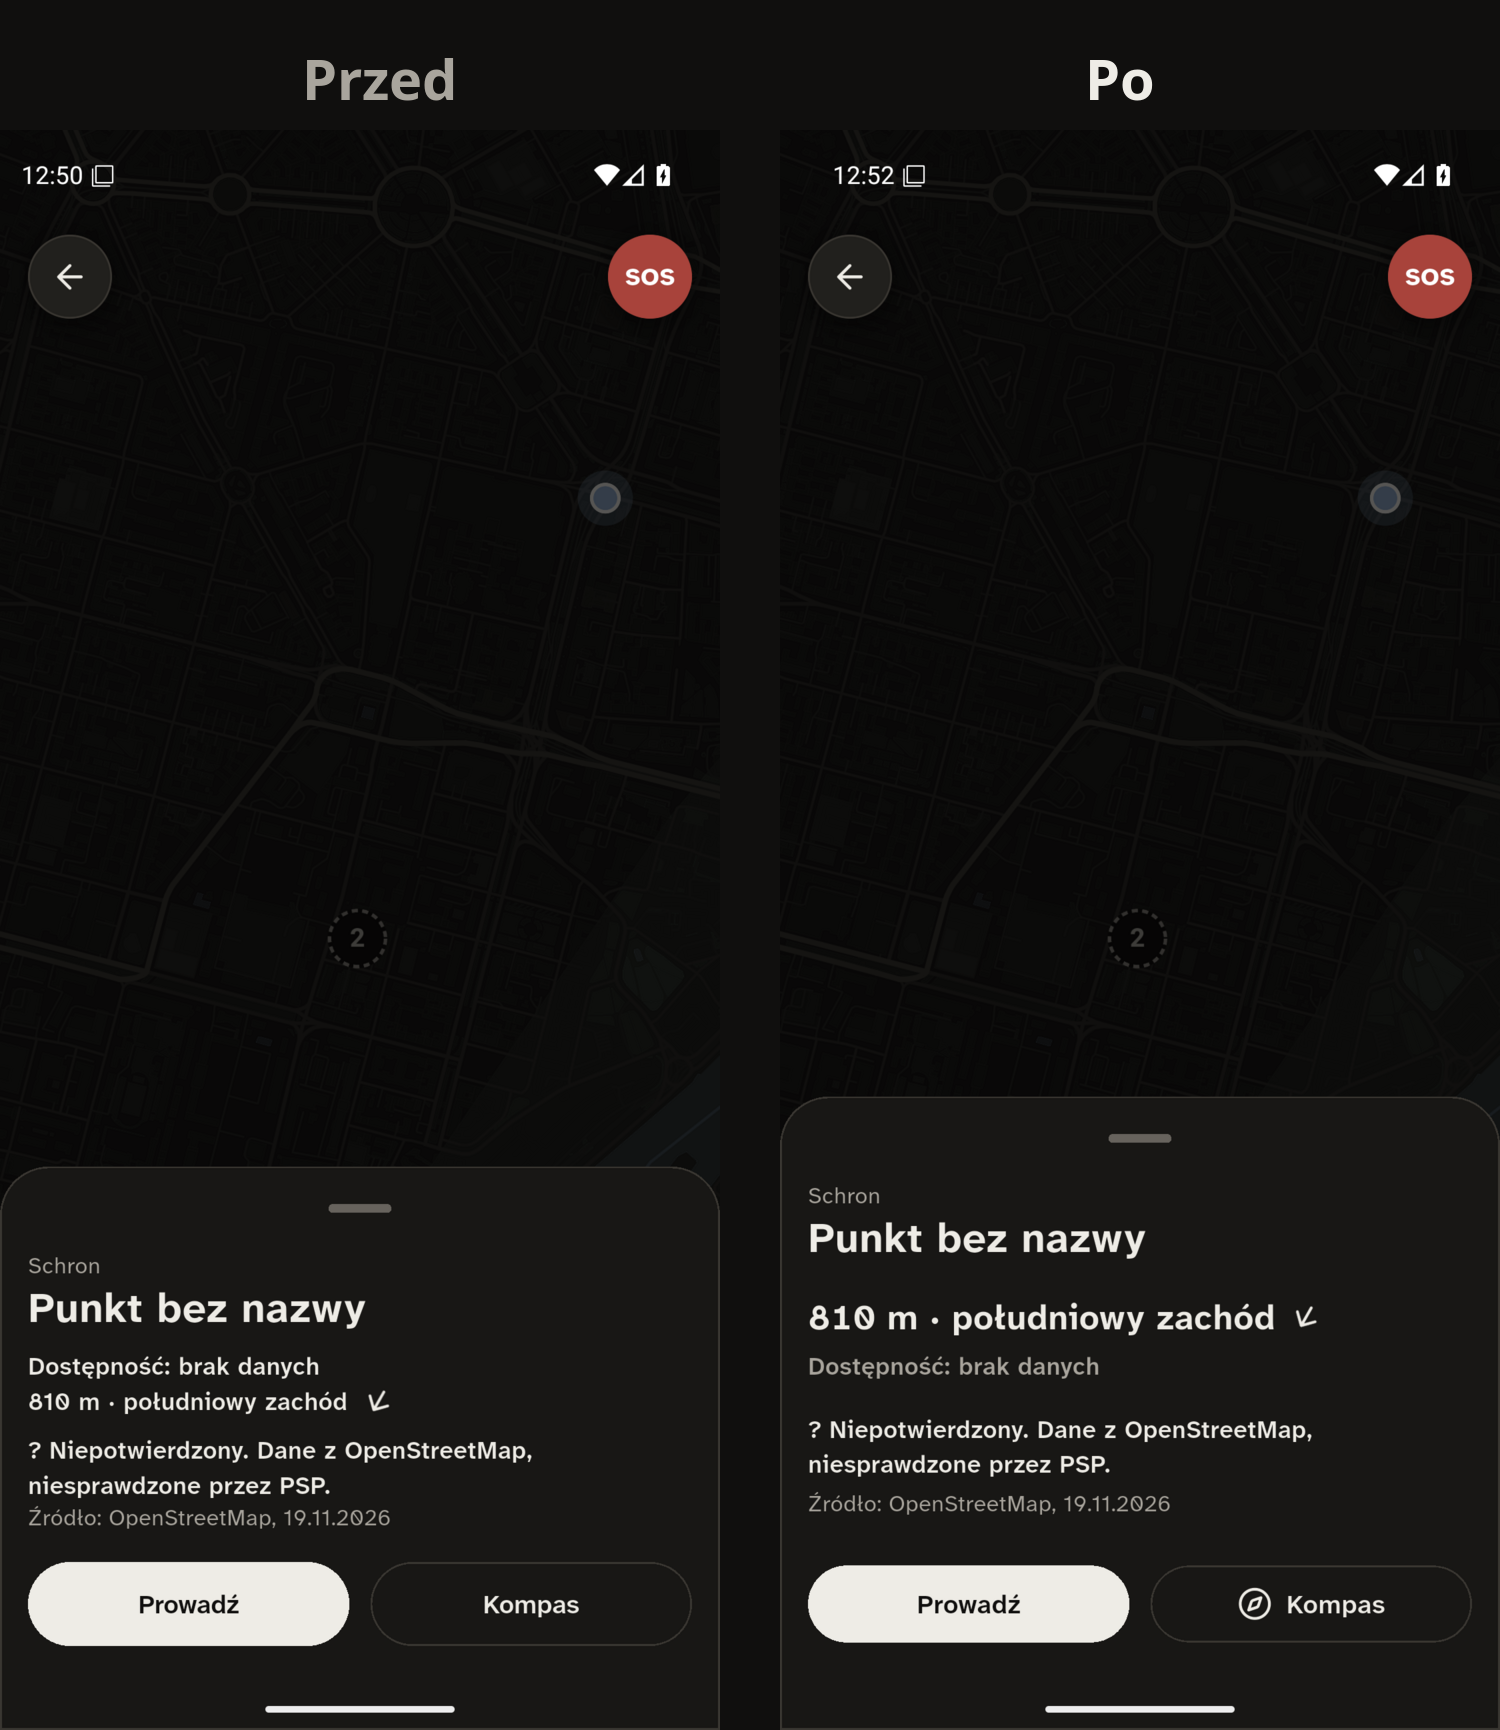 Przed
12:50
SOS
2
Schron
Punkt bez nazwy
Dostępność: brak danych
810 m · południowy zachód
? Niepotwierdzony. Dane z OpenStreetMap,
niesprawdzone przez PSP.
Źródło: OpenStreetMap, 19.11.2026
Prowadź
Kompas
Po
12:52
SOS
2
Schron
Punkt bez nazwy
810 m · południowy zachód
Dostępność: brak danych
? Niepotwierdzony. Dane z OpenStreetMap,
niesprawdzone przez PSP.
Źródło: OpenStreetMap, 19.11.2026
Prowadź
Kompas